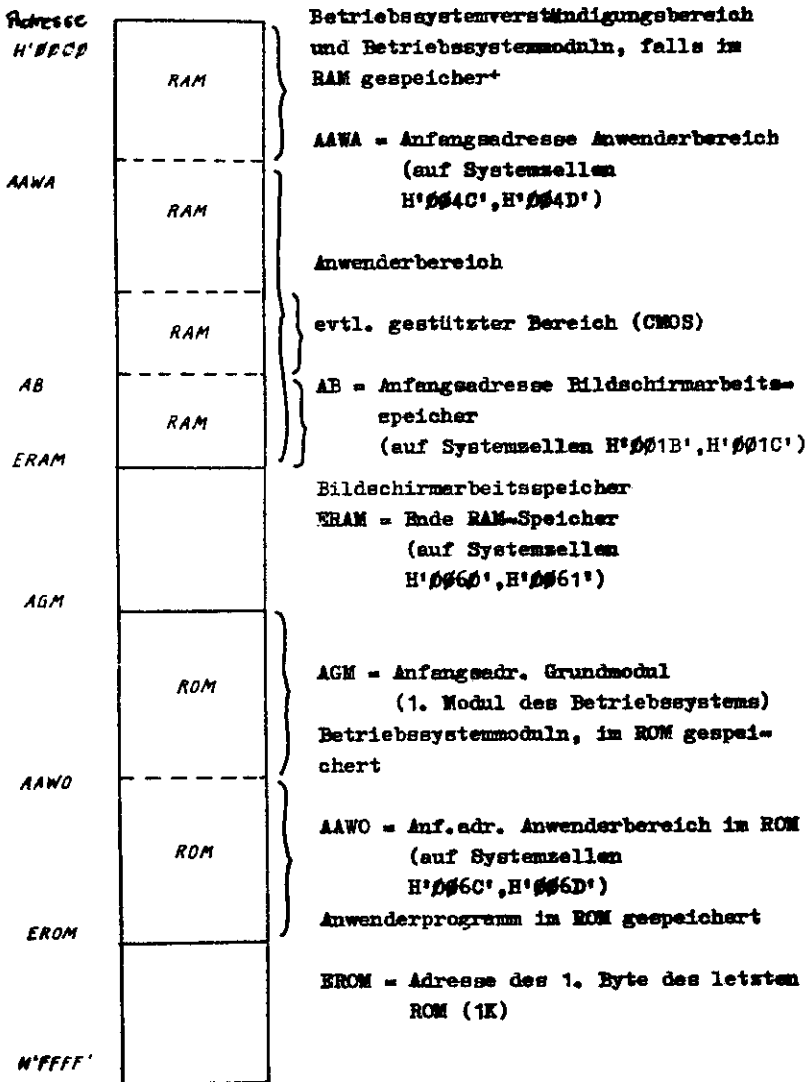 Adresse
H'ØØCØ
RAM
Betriebssystemverständigungsbereich
und Betriebssystemmoduln, falls im
RAM gespeichert
AAWA = Anfangsadresse Anwenderbereich
(auf Systemzellen
H'ØØ4C',H'ØØ4D')
AAWA
RAM
Anwenderbereich
RAM
evtl. gestützter Bereich (CMOS)
AB
RAM
AB = Anfangsadresse Bildschirmarbeits-
speicher
(auf Systemzellen H'ØØ1B',H'ØØ1C')
ERAM
Bildschirmarbeitsspeicher
ERAM = Ende RAM-Speicher
(auf Systemzellen
H'ØØ6Ø',H'ØØ61')
AGM
ROM
AGM = Anfangsadr. Grundmodul
(1. Modul des Betriebssystems)
Betriebssystemmoduln, im ROM gespei-
chert
AAWO
ROM
AAWO = Anf.adr. Anwenderbereich im ROM
(auf Systemzellen
H'ØØ6C',H'ØØ6D')
Anwenderprogramm im ROM gespeichert
EROM
EROM = Adresse des 1. Byte des letzten
ROM (1K)
H'FFFF'